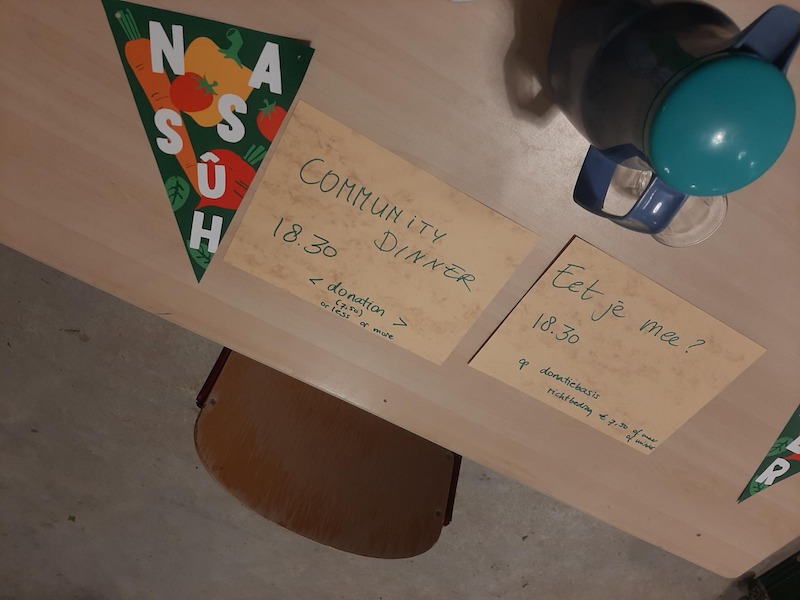 NA
SS
Û
H
COMMUNITY
DINNER
18.30
< donation >
(7.50)
or less or more
Eet je mee?
18.30
op donatiebasis
richtbedrag € 7,50 of meer
of minder
R